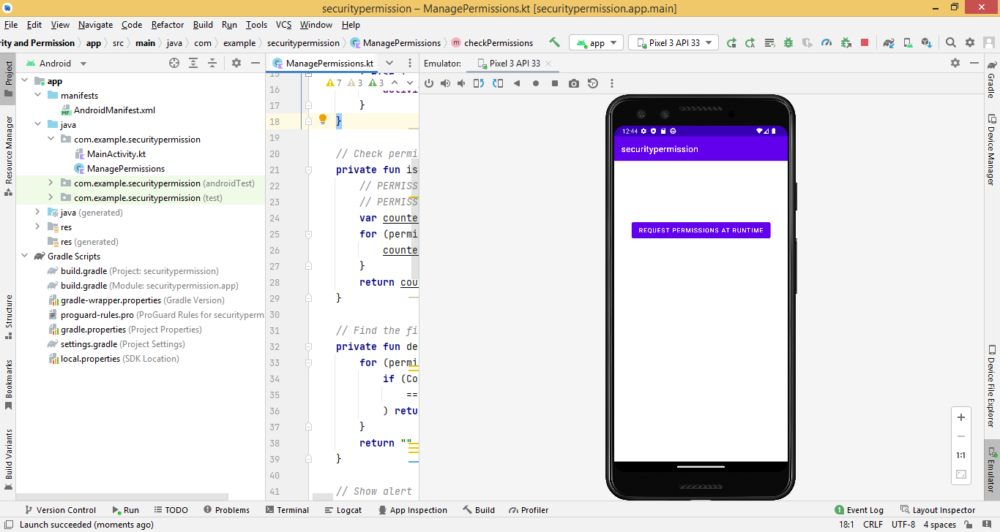 securitypermission – ManagePermissions.kt [securitypermission.app.main]
File Edit View Navigate Code Refactor Build Run Tools VCS Window Help
rity and Permission app src main java com example securitypermission ManagePermissions checkPermissions app Pixel 3 API 33
Project
Resource Manager
Structure
Bookmarks
Build Variants
Android
app
manifests
AndroidManifest.xml
java
com.example.securitypermission
MainActivity.kt
ManagePermissions
com.example.securitypermission (androidTest)
com.example.securitypermission (test)
java (generated)
res
res (generated)
Gradle Scripts
build.gradle (Project: securitypermission)
build.gradle (Module: securitypermission.app)
gradle-wrapper.properties (Gradle Version)
proguard-rules.pro (ProGuard Rules for securityperm
gradle.properties (Project Properties)
settings.gradle (Project Settings)
local.properties (SDK Location)
ManagePermissions.kt
7 3 3
16 activi
17 }
18 }
19
20 // Check permi
21 private fun is
22 // PERMISS
23 // PERMISS
24 var counte
25 for (permi
26 counte
27 }
28 return cou
29 }
30
31 // Find the fi
32 private fun de
33 for (permi
34 if (Co
35 ==
36 ) retu
37 }
38 return ""
39 }
40
41 // Show alert
Emulator: Pixel 3 API 33
12:44
securitypermission
REQUEST PERMISSIONS AT RUNTIME
1:1
Gradle
Device Manager
Device File Explorer
Emulator
Version Control Run TODO Problems Terminal Logcat App Inspection Build Profiler 1 Event Log Layout Inspector
Launch succeeded (moments ago) 18:1 CRLF UTF-8 4 spaces